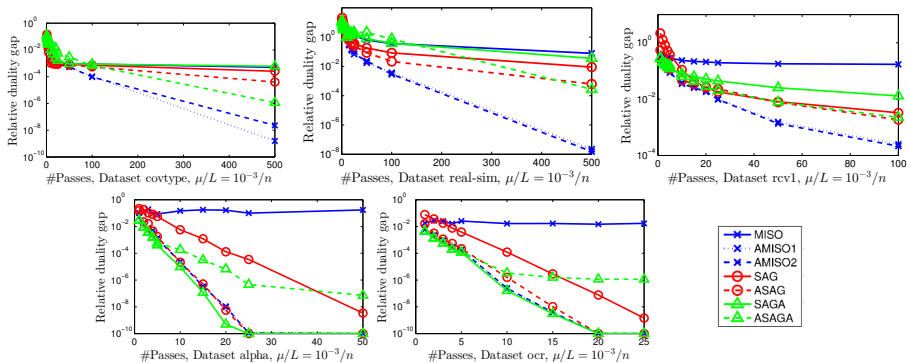 Relative duality gap
10^0
10^-2
10^-4
10^-6
10^-8
10^-10
0 100 200 300 400 500
#Passes, Dataset covtype, μ/L = 10^-3/n
Relative duality gap
10^2
10^0
10^-2
10^-4
10^-6
10^-8
0 100 200 300 400 500
#Passes, Dataset real-sim, μ/L = 10^-3/n
Relative duality gap
10^0
10^-2
10^-4
0 20 40 60 80 100
#Passes, Dataset rcv1, μ/L = 10^-3/n
Relative duality gap
10^0
10^-2
10^-4
10^-6
10^-8
10^-10
0 10 20 30 40 50
#Passes, Dataset alpha, μ/L = 10^-3/n
Relative duality gap
10^0
10^-2
10^-4
10^-6
10^-8
10^-10
0 5 10 15 20 25
#Passes, Dataset ocr, μ/L = 10^-3/n
MISO
AMISO1
AMISO2
SAG
ASAG
SAGA
ASAGA